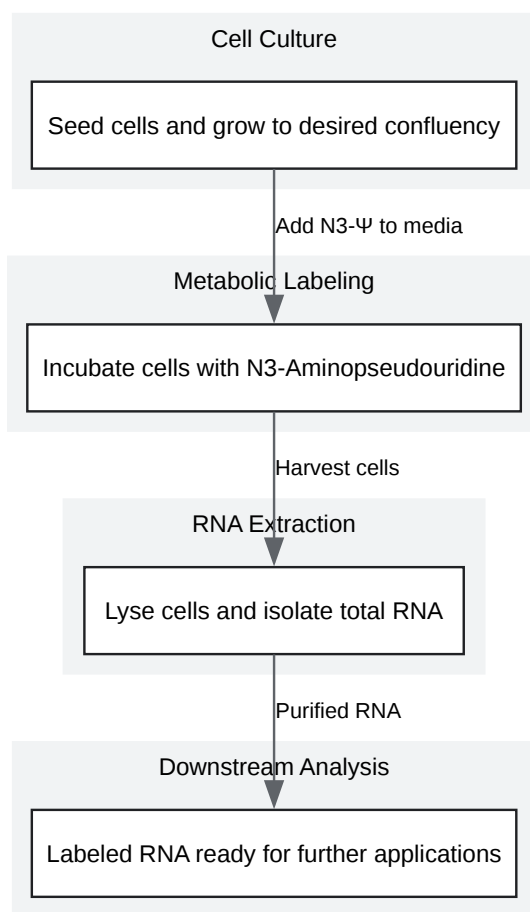 Cell Culture
Seed cells and grow to desired confluency
Add N3-Ψ to media
Metabolic Labeling
Incubate cells with N3-Aminopseudouridine
Harvest cells
RNA Extraction
Lyse cells and isolate total RNA
Purified RNA
Downstream Analysis
Labeled RNA ready for further applications